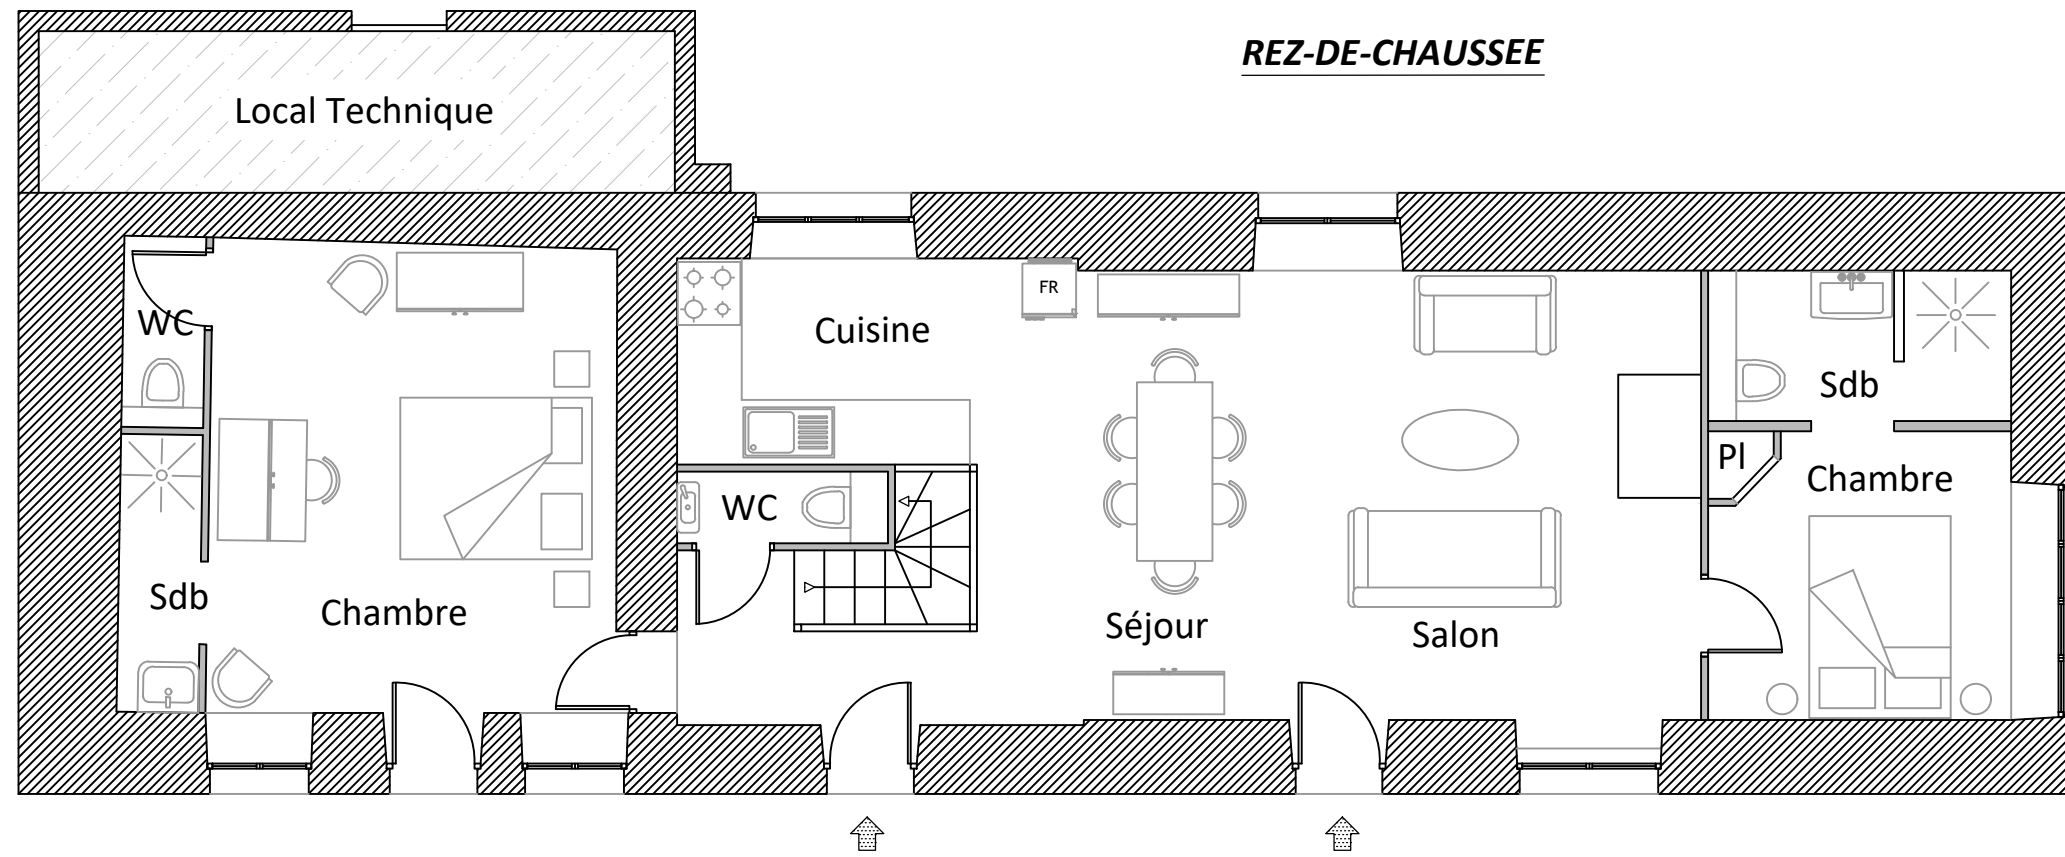 REZ-DE-CHAUSSEE
Local Technique
WC
Cuisine
FR
Sdb
Pl
Chambre
WC
Sdb
Chambre
Séjour
Salon